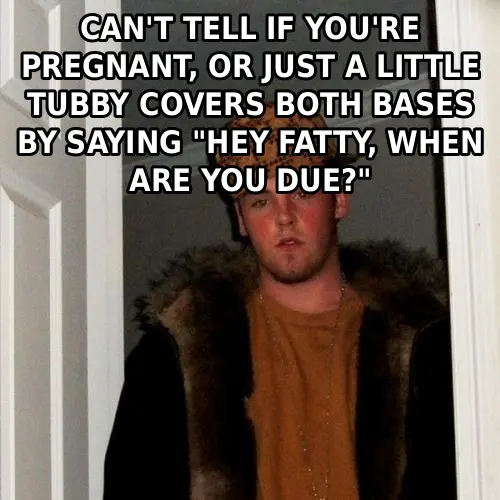 CAN'T TELL IF YOU'RE
PREGNANT, OR JUST A LITTLE
TUBBY COVERS BOTH BASES
BY SAYING "HEY FATTY, WHEN
ARE YOU DUE?"